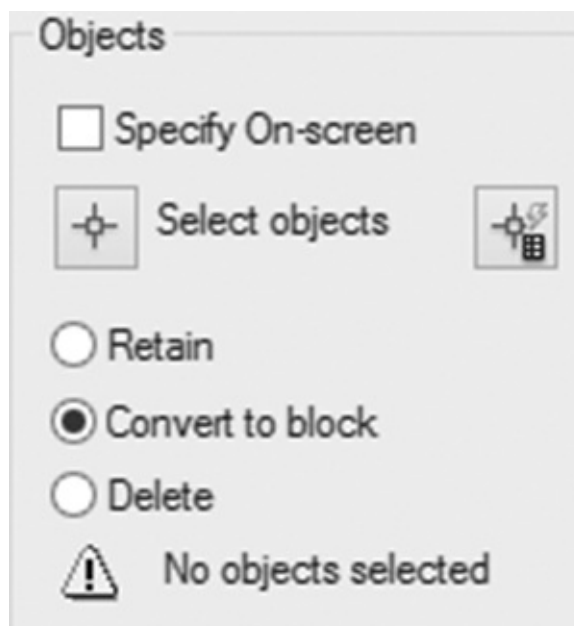 Objects
Specify On-screen
Select objects
Retain
Convert to block
Delete
No objects selected